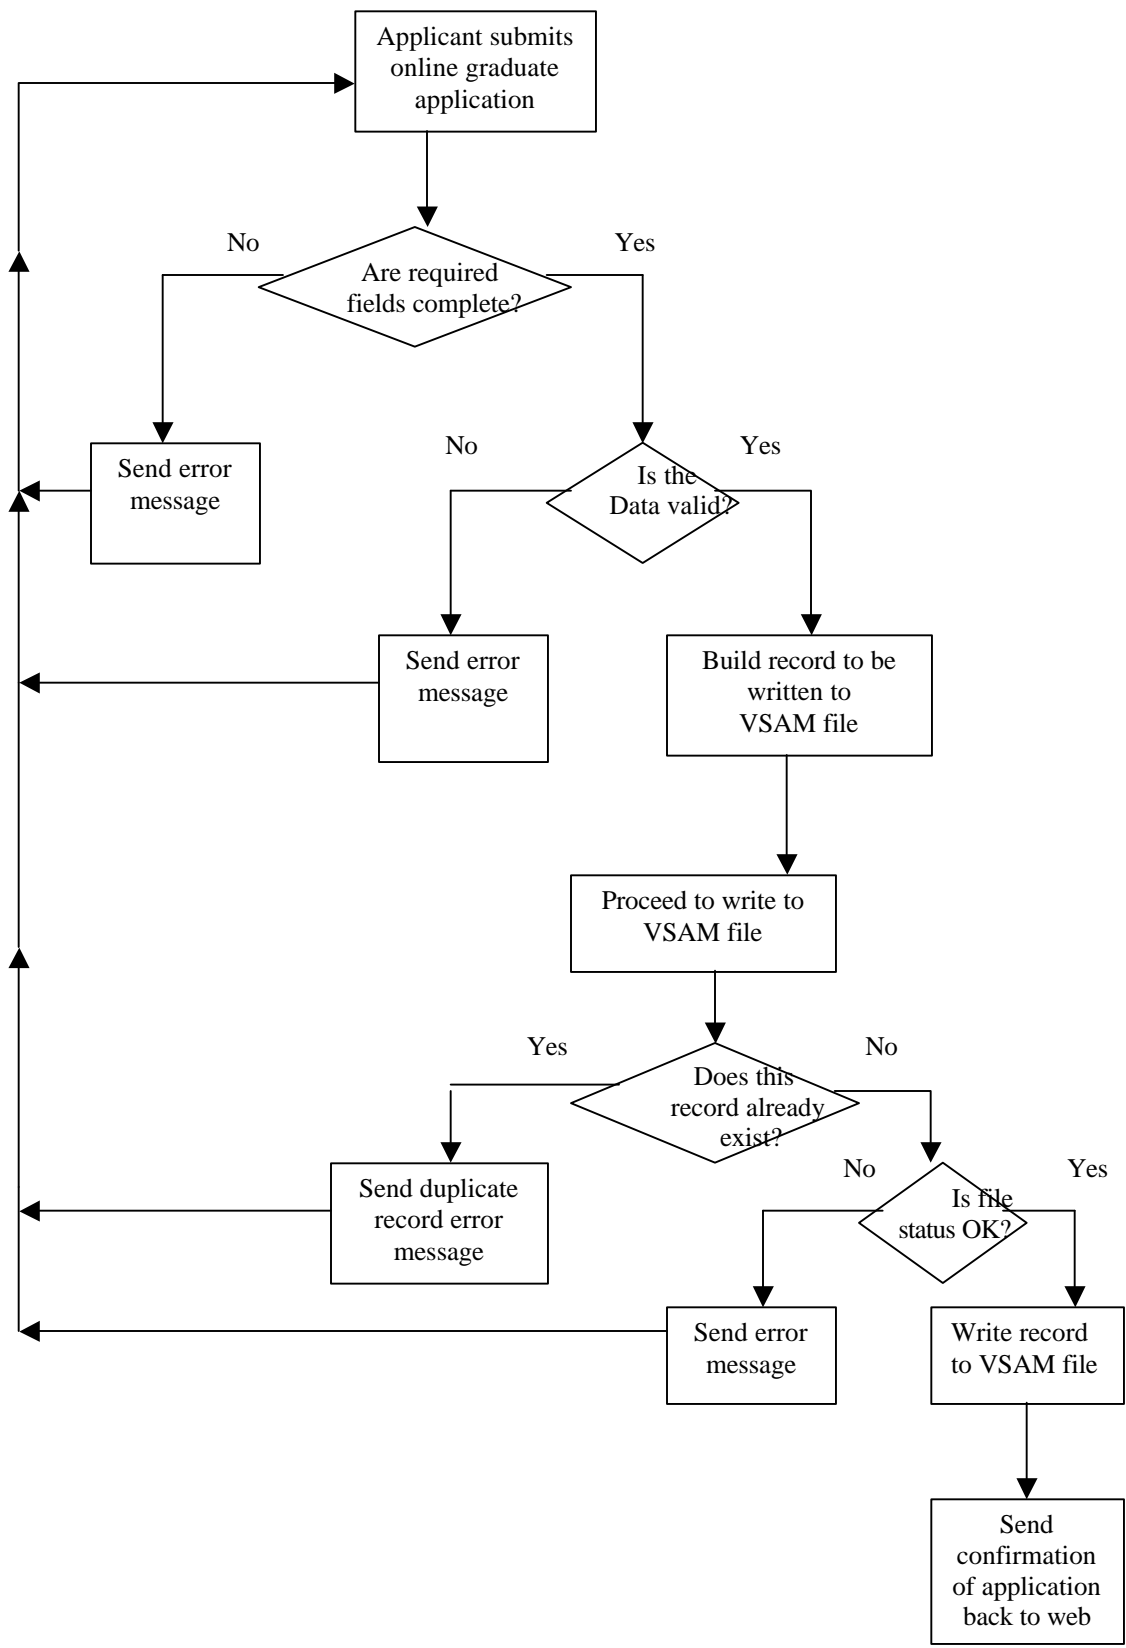 Applicant submits
online graduate
application
No
Yes
Are required
fields complete?
No
Yes
Send error
message
Is the
Data valid?
Send error
message
Build record to be
written to
VSAM file
Proceed to write to
VSAM file
Yes
No
Does this
record already
exist?
No
Yes
Send duplicate
record error
message
Is file
status OK?
Send error
message
Write record
to VSAM file
Send
confirmation
of application
back to web